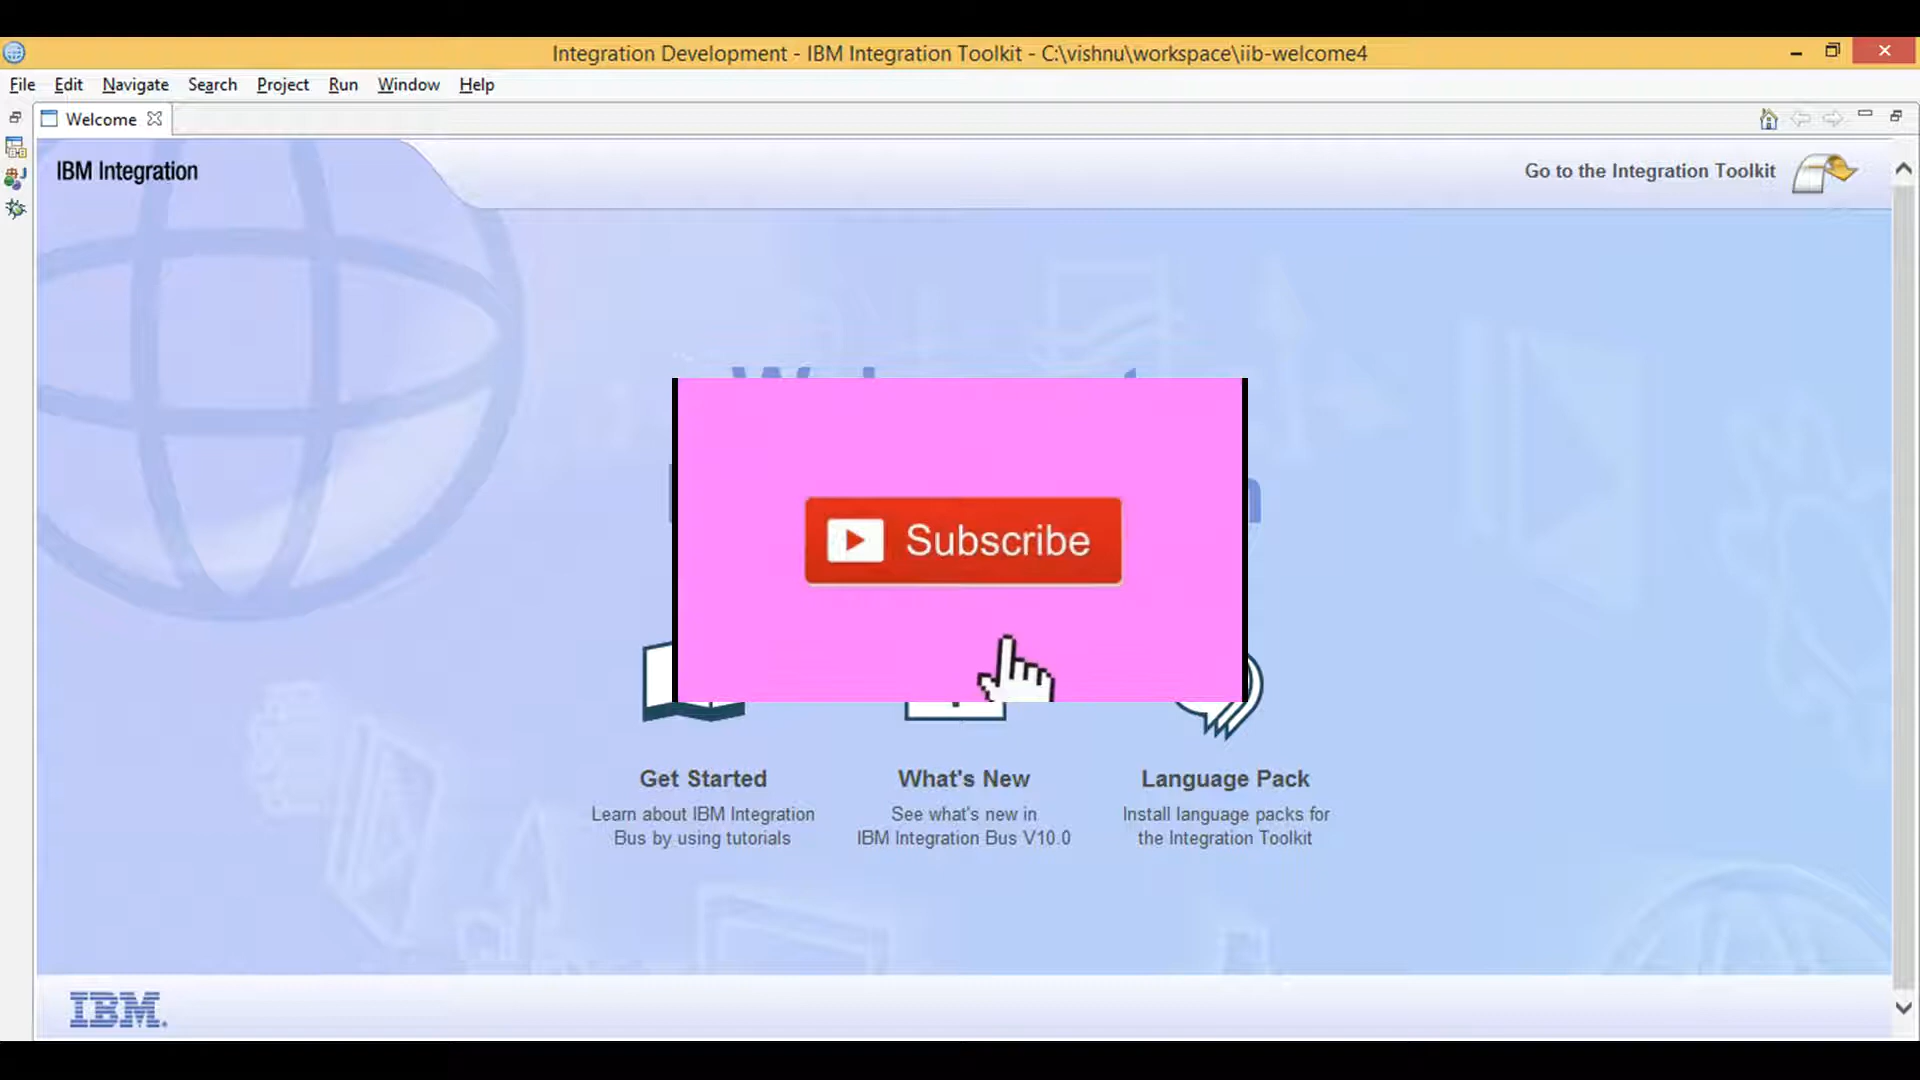 Integration Development - IBM Integration Toolkit - C:\vishnu\workspace\iib-welcome4
File Edit Navigate Search Project Run Window Help
Welcome
IBM Integration
Go to the Integration Toolkit
Subscribe
Get Started
Learn about IBM Integration
Bus by using tutorials
What's New
See what's new in
IBM Integration Bus V10.0
Language Pack
Install language packs for
the Integration Toolkit
IBM